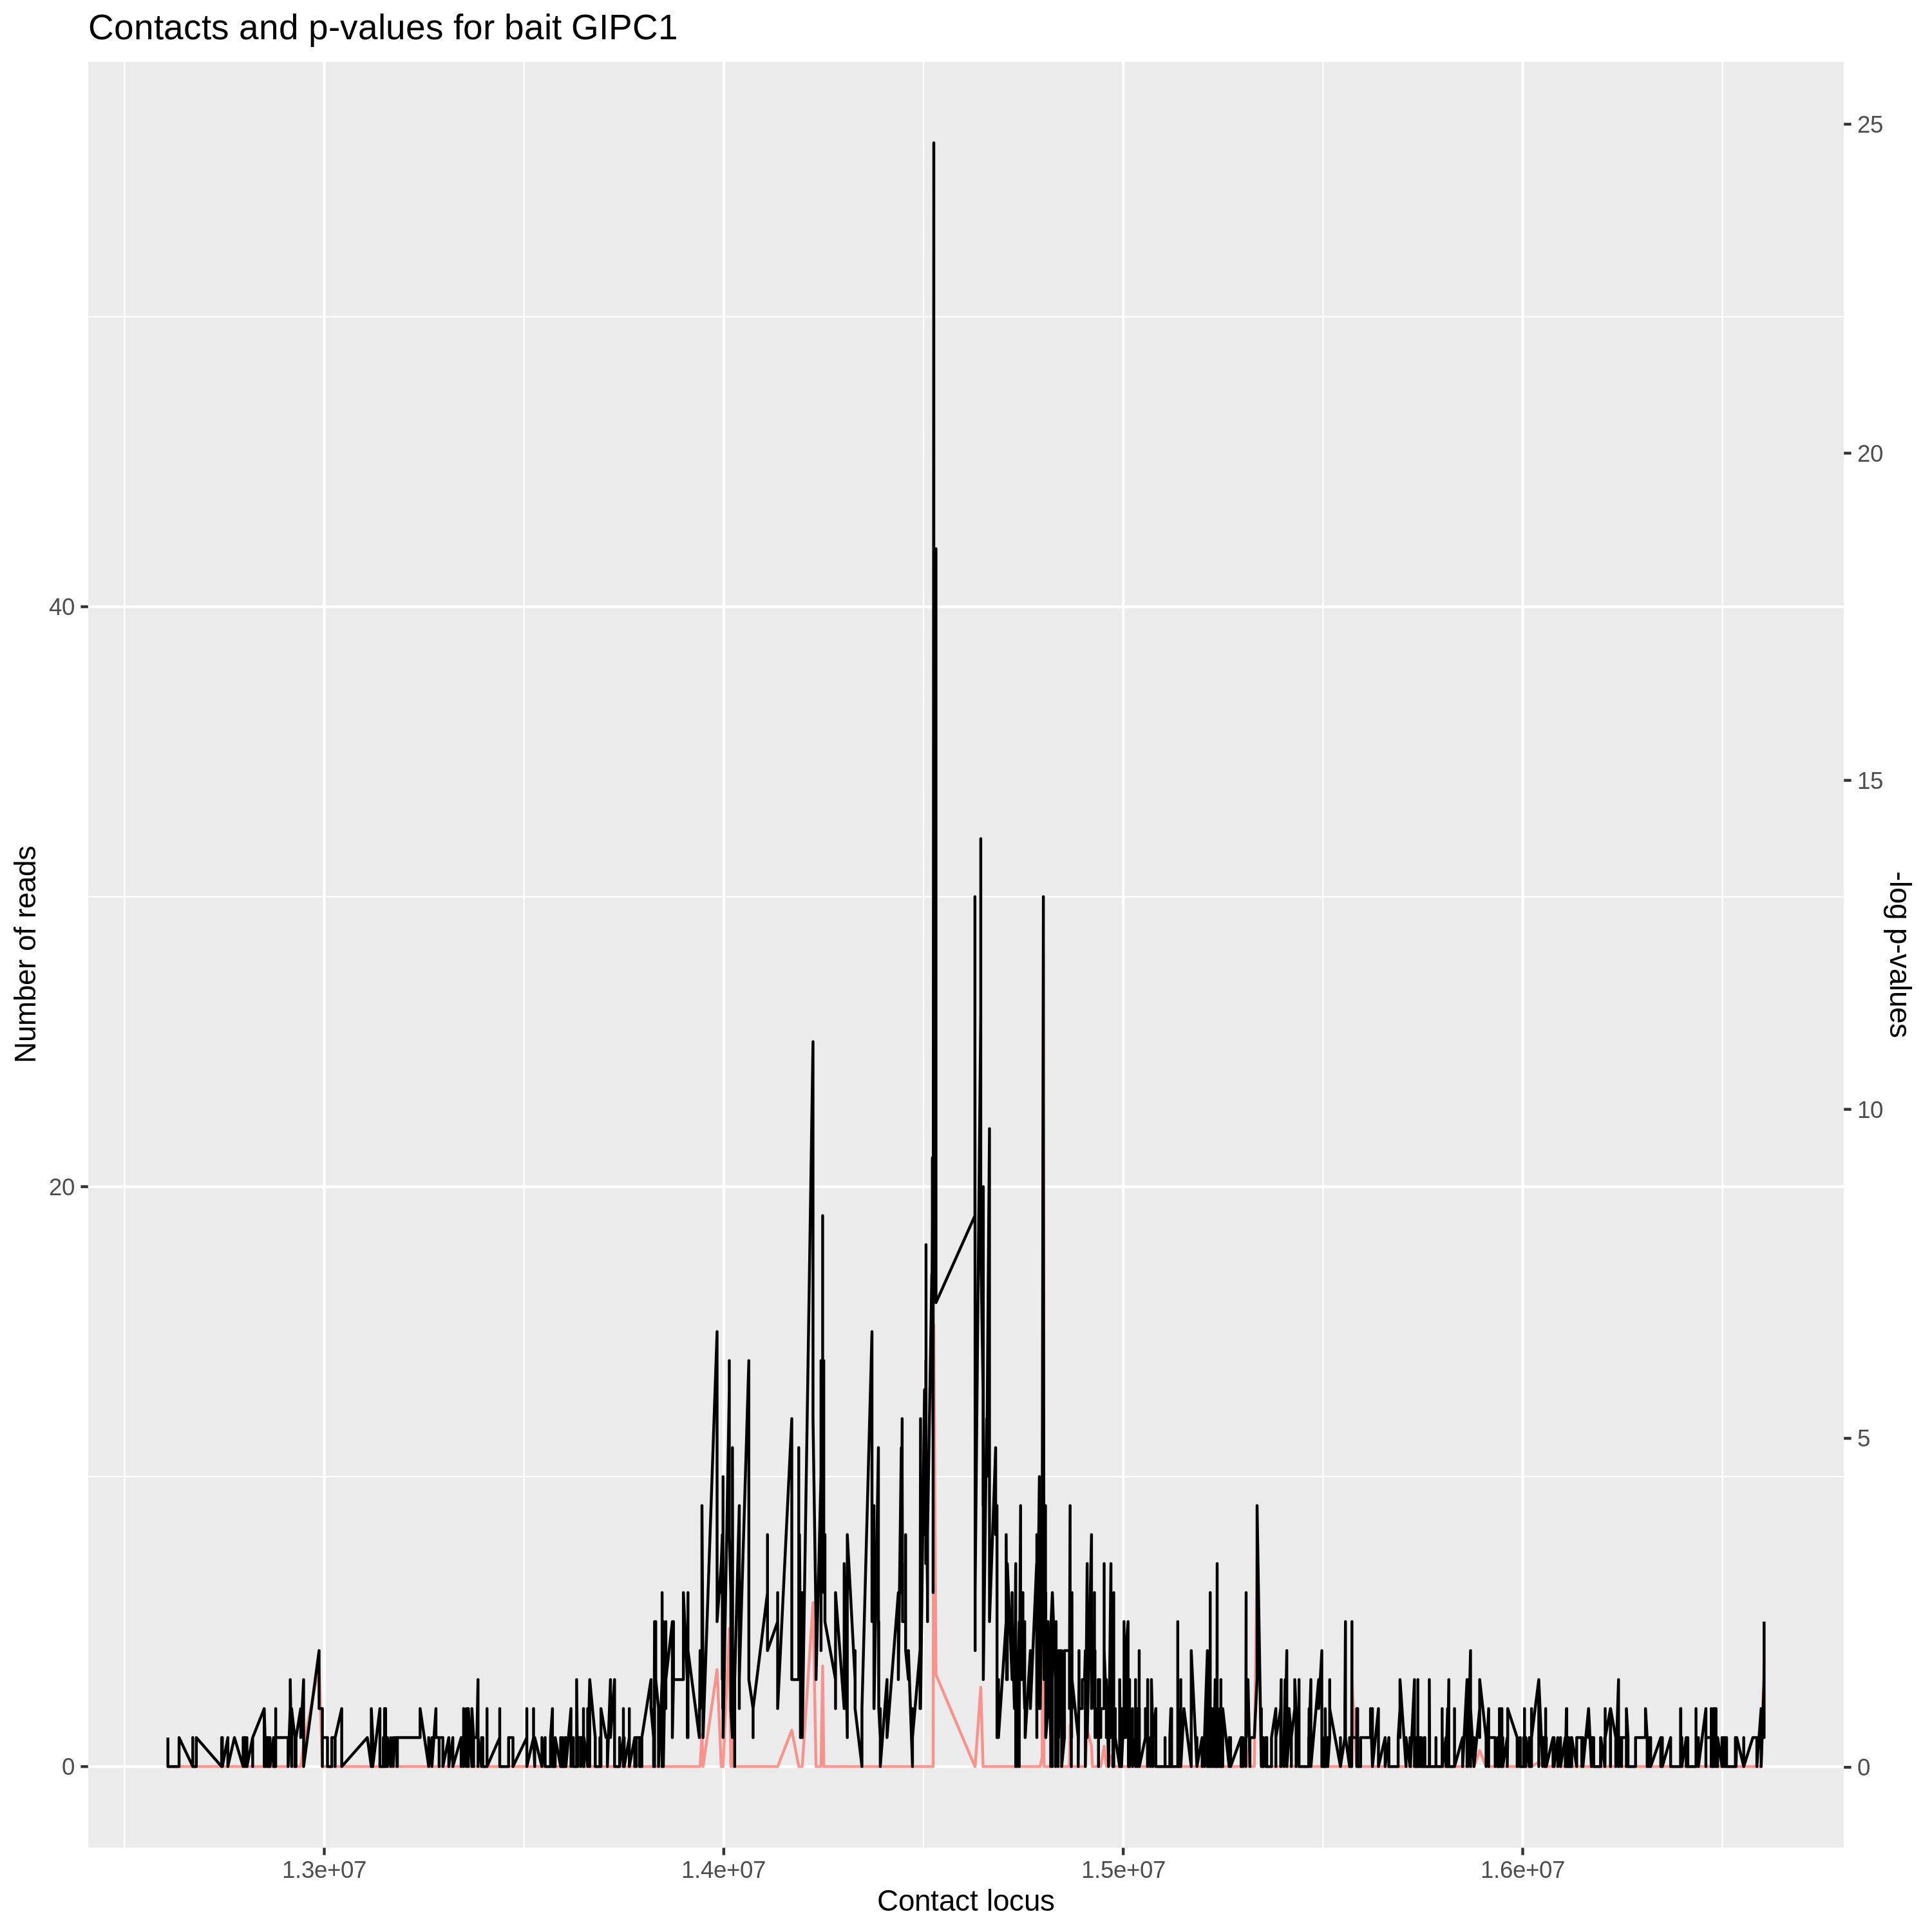 Contacts and p-values for bait GIPC1
Number of reads
40
20
0
25
20
15
10
5
0
-log p-values
1.3e+07
1.4e+07
1.5e+07
1.6e+07
Contact locus